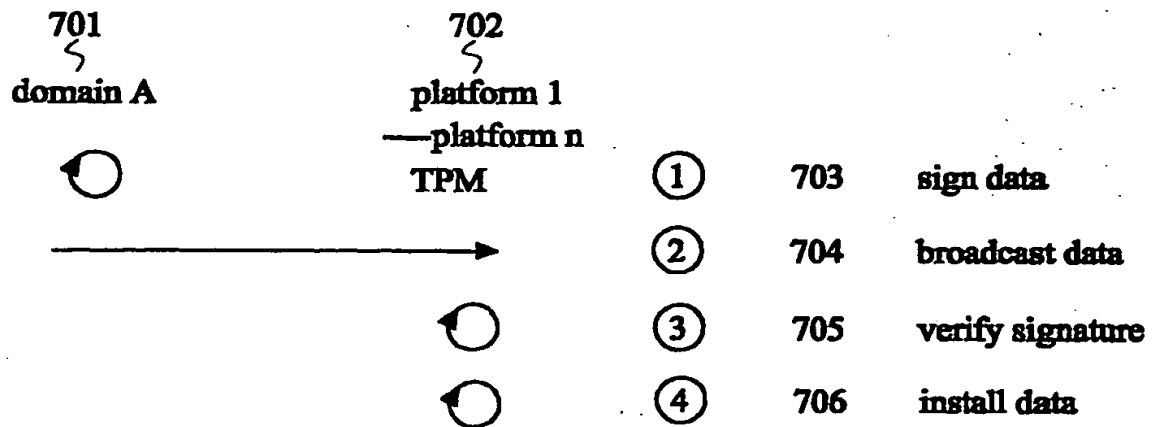 701 702
domain A platform 1
—platform n
TPM ① 703 sign data
② 704 broadcast data
③ 705 verify signature
④ 706 install data